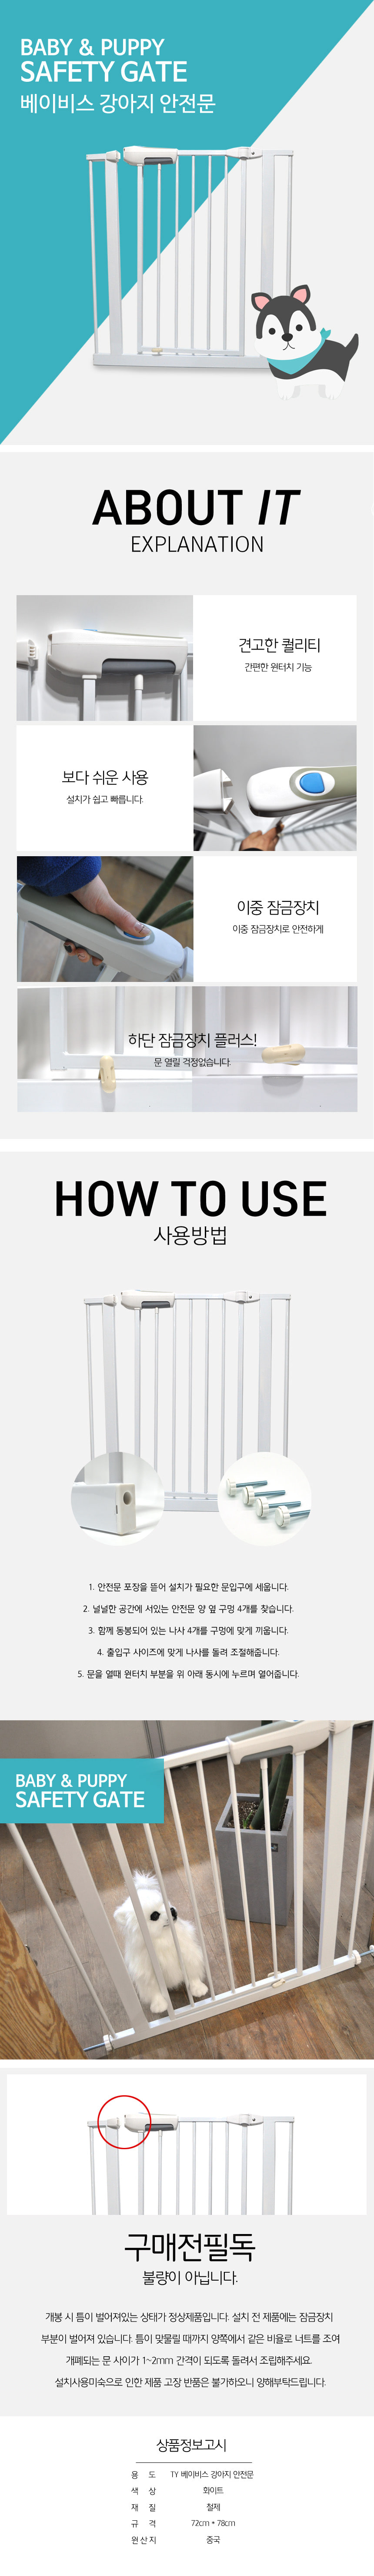 BABY & PUPPY
SAFETY GATE
베이비스 강아지 안전문
ABOUT IT
EXPLANATION
견고한 퀄리티
간편한 원터치 기능
보다 쉬운 사용
설치가 쉽고 빠릅니다.
이중 잠금장치
이중 잠금장치로 안전하게
하단 잠금장치 플러스!
문 열릴 걱정없습니다.
HOW TO USE
사용방법
1. 안전문 포장을 뜯어 설치가 필요한 문입구에 세웁니다.
2. 널널한 공간에 서있는 안전문 양 옆 구멍 4개를 찾습니다.
3. 함께 동봉되어 있는 나사 4개를 구멍에 맞게 끼웁니다.
4. 출입구 사이즈에 맞게 나사를 돌려 조절해줍니다.
5. 문을 열때 원터치 부분을 위 아래 동시에 누르며 열어줍니다.
BABY & PUPPY
SAFETY GATE
구매전필독
불량이 아닙니다.
개봉 시 틈이 벌어져있는 상태가 정상제품입니다. 설치 전 제품에는 잠금장치
부분이 벌어져 있습니다. 틈이 맞물릴 때까지 양쪽에서 같은 비율로 너트를 조여
개폐되는 문 사이가 1~2mm 간격이 되도록 돌려서 조립해주세요.
설치사용미숙으로 인한 제품 고장 반품은 불가하오니 양해부탁드립니다.
상품정보고시
용 도 TY 베이비스 강아지 안전문
색 상 화이트
재 질 철제
규 격 72cm * 78cm
원산지 중국